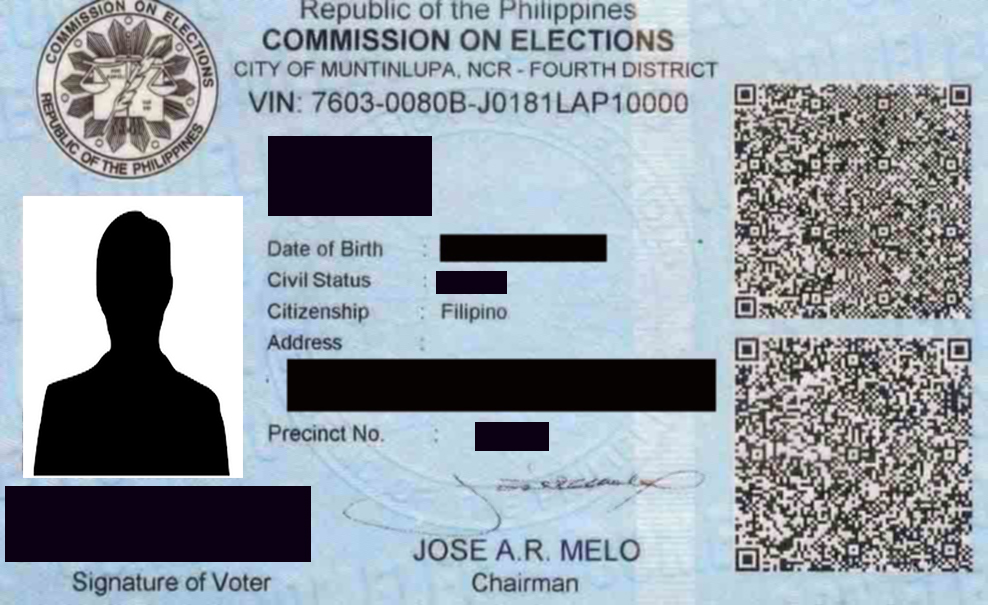 COMMISSION ON ELECTIONS
REPUBLIC OF THE PHILIPPINES
Republic of the Philippines
COMMISSION ON ELECTIONS
CITY OF MUNTINLUPA, NCR - FOURTH DISTRICT
VIN: 7603-0080B-J0181LAP10000
Date of Birth :
Civil Status :
Citizenship : Filipino
Address :
Precinct No. :
JOSE A.R. MELO
Chairman
Signature of Voter